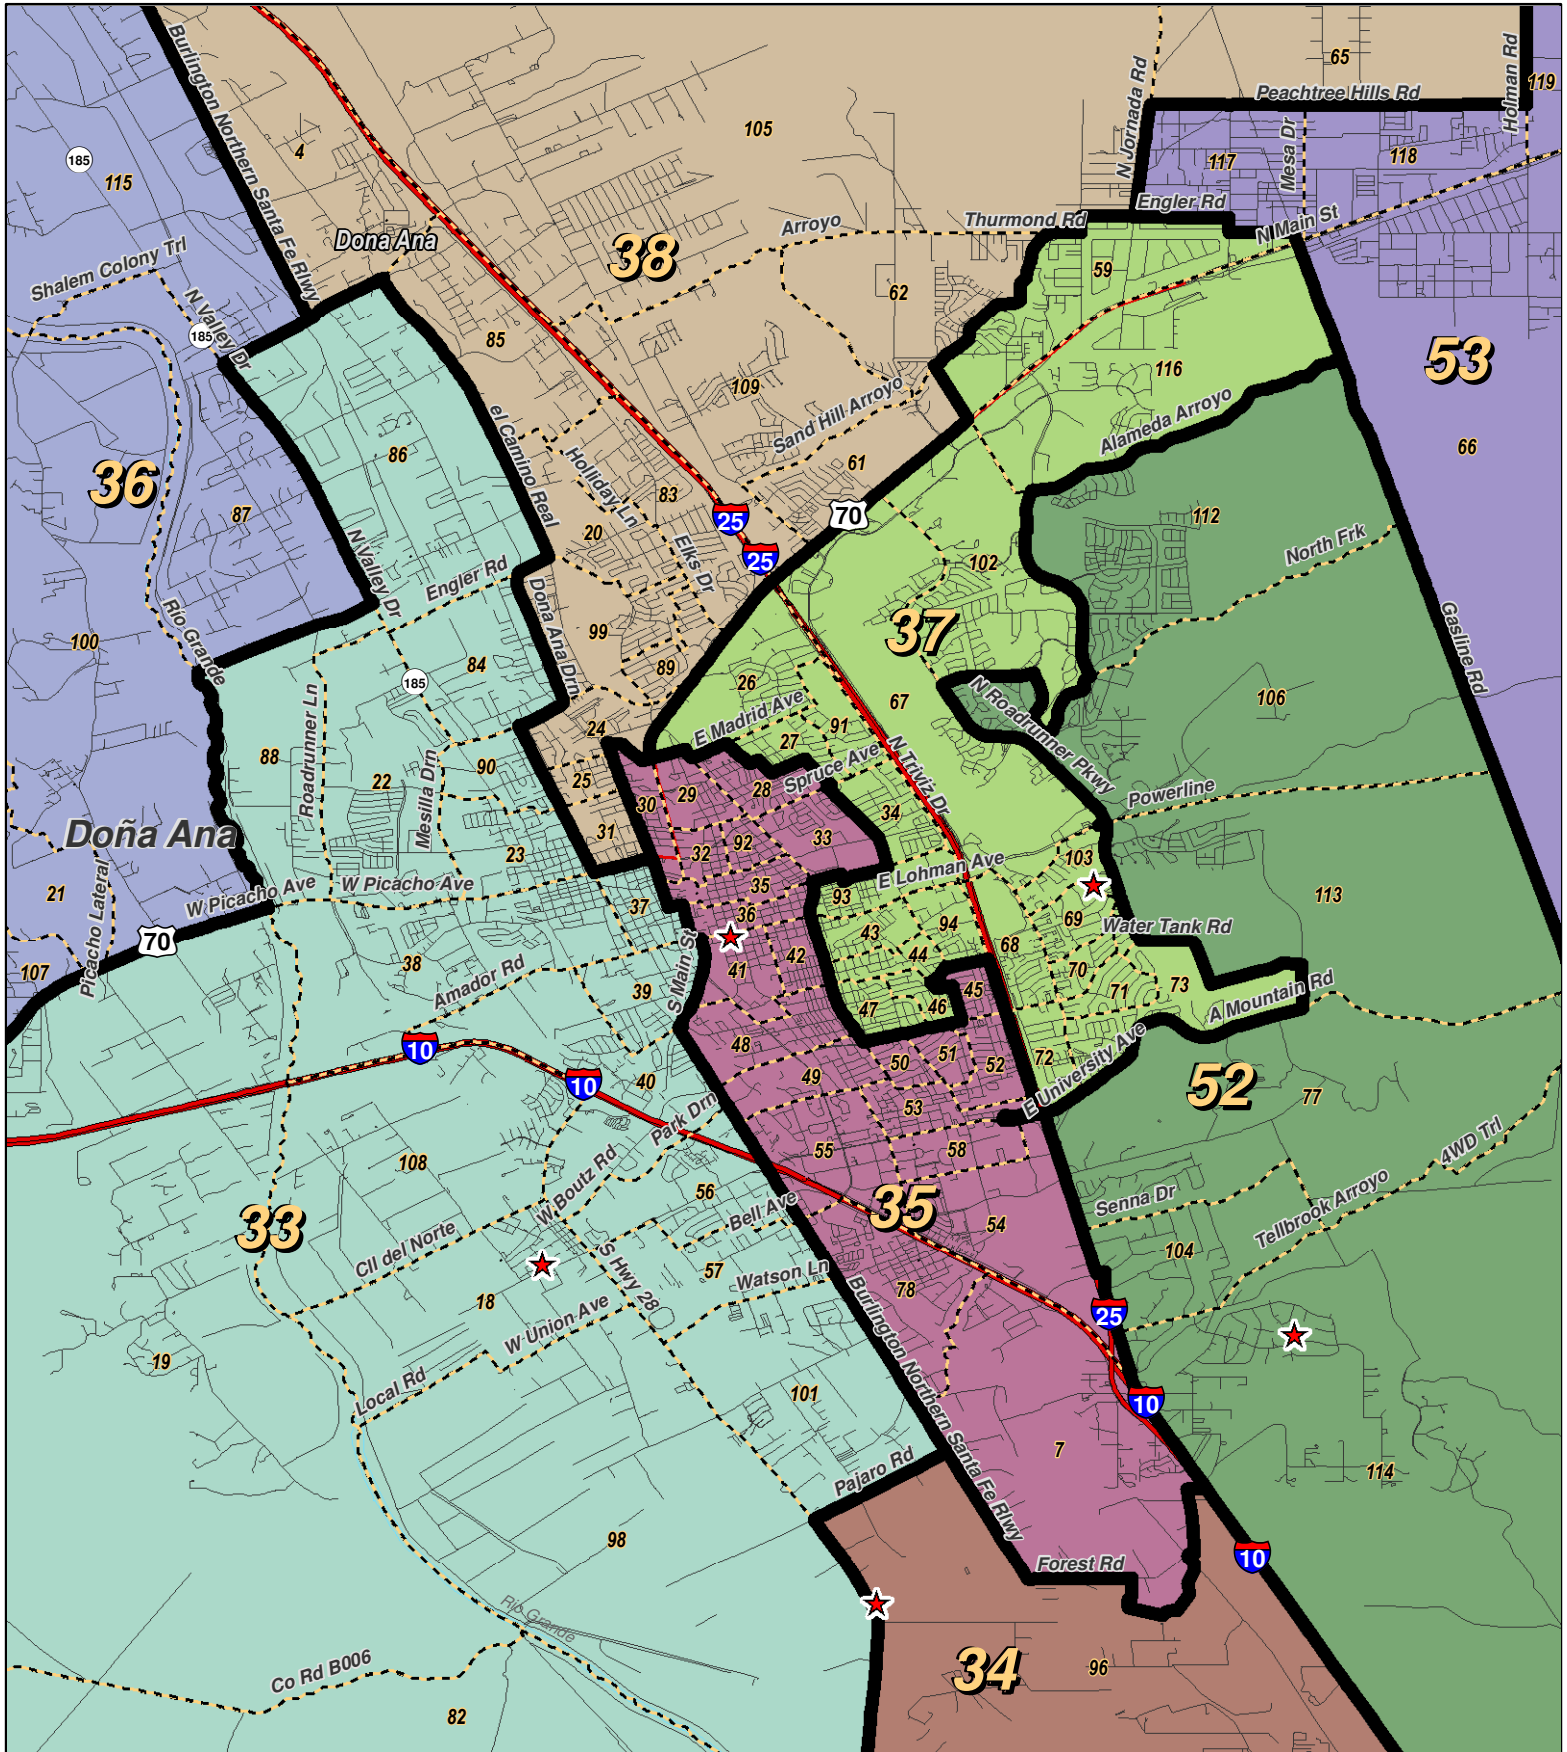 65
119
Holman Rd
Peachtree Hills Rd
Burlington Northern Santa Fe Rlwy
N Jornada Rd
105
4
185
115
117
Mesa Dr
118
Engler Rd
Dona Ana
38
Arroyo
Thurmond Rd
N Main St
Shalem Colony Trl
59
62
N Valley Dr
185
85
53
116
109
Sand Hill Arroyo
Alameda Arroyo
el Camino Real
86
66
36
61
Holliday Ln
83
25
70
87
20
112
North Frk
25
Elks Dr
N Valley Dr
Engler Rd
102
Dona Ana Drn
Rio Grande
100
99
37
Gasline Rd
84
89
185
26
67
N Roadrunner Pkwy
106
Roadrunner Ln
E Madrid Ave
24
91
27
88
Mesilla Drn
90
22
25
Spruce Ave
N Triviz Dr
29
28
30
Powerline
34
31
33
Doña Ana
92
32
23
103
E Lohman Ave
21
Picacho Lateral
W Picacho Ave
W Picacho Ave
35
93
113
37
36
69
94
Water Tank Rd
70
43
68
107
38
S Main St
44
42
41
70
Amador Rd
39
45
73
71
A Mountain Rd
46
47
48
10
51
72
E University Ave
50
52
49
10
40
52
77
Park Drn
53
4WD Trl
55
58
108
W Boutz Rd
56
Senna Dr
35
33
Bell Ave
54
Tellbrook Arroyo
Cll del Norte
104
S Hwy 28
57
Watson Ln
78
18
W Union Ave
25
Burlington Northern Santa Fe Rlwy
19
Local Rd
101
10
7
Pajaro Rd
114
98
10
Forest Rd
Rio Grande
34
96
Co Rd B006
82